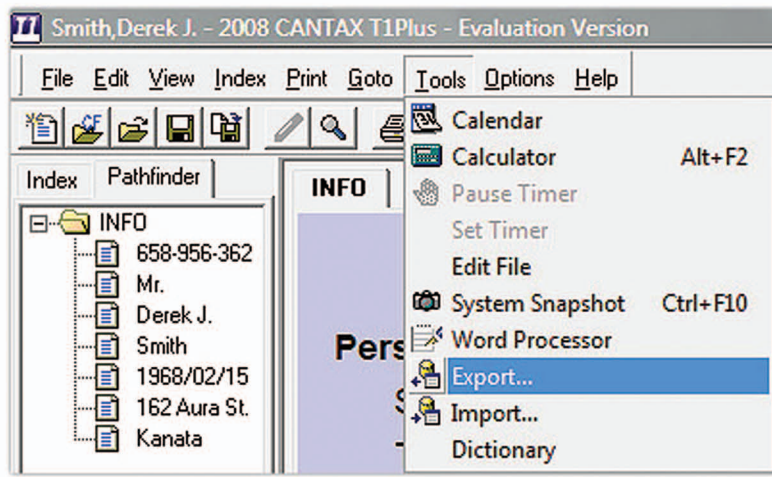 Smith,Derek J. - 2008 CANTAX T1Plus - Evaluation Version
File Edit View Index Print Goto Tools Options Help
Index Pathfinder
INFO
658-956-362
Mr.
Derek J.
Smith
1968/02/15
162 Aura St.
Kanata
INFO
Pers
Calendar
Calculator Alt+F2
Pause Timer
Set Timer
Edit File
System Snapshot Ctrl+F10
Word Processor
Export...
Import...
Dictionary